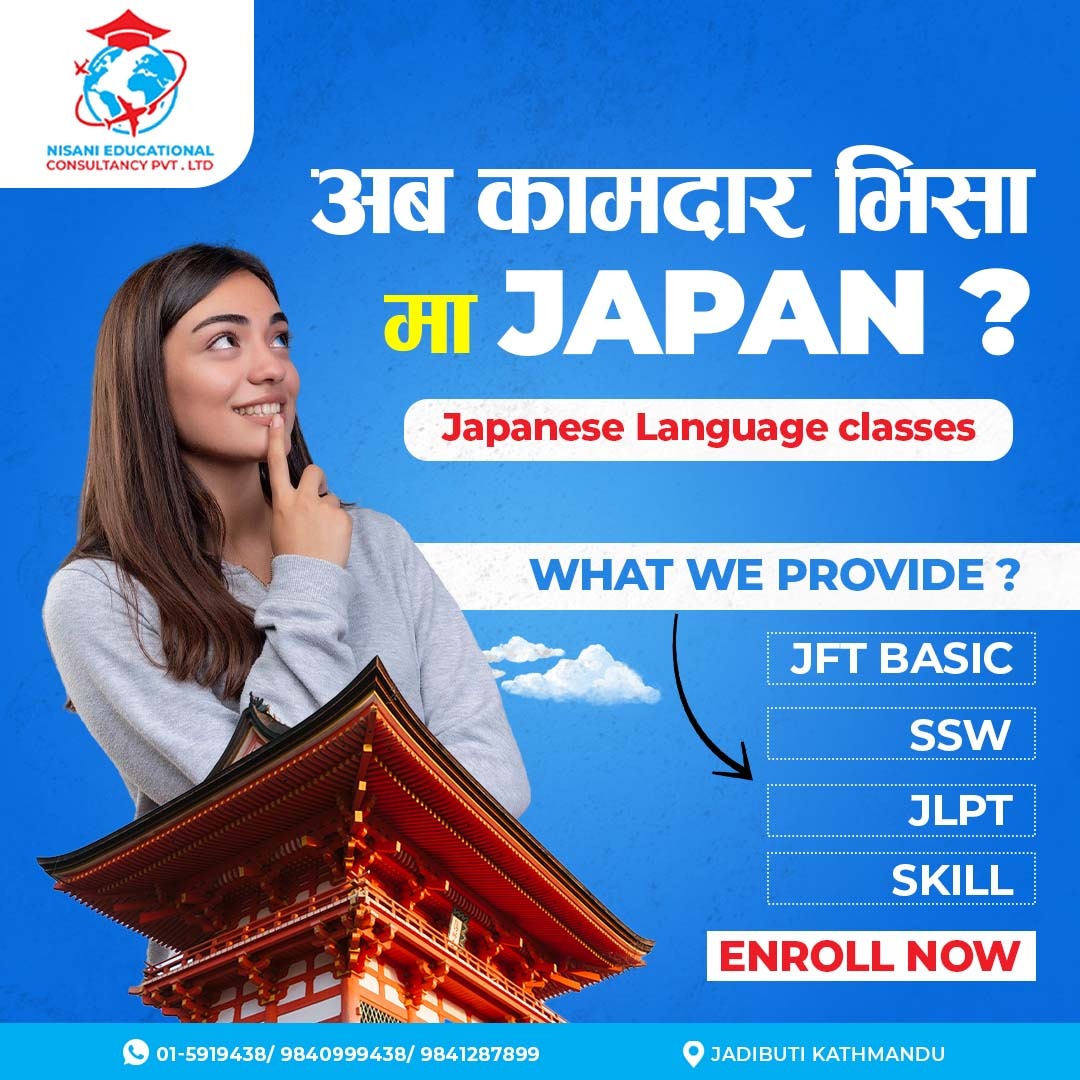 NISANI EDUCATIONAL
CONSULTANCY PVT . LTD
अब कामदार भिसा
मा JAPAN ?
Japanese Language classes
WHAT WE PROVIDE ?
JFT BASIC
SSW
JLPT
SKILL
ENROLL NOW
01-5919438/ 9840999438/ 9841287899
JADIBUTI KATHMANDU